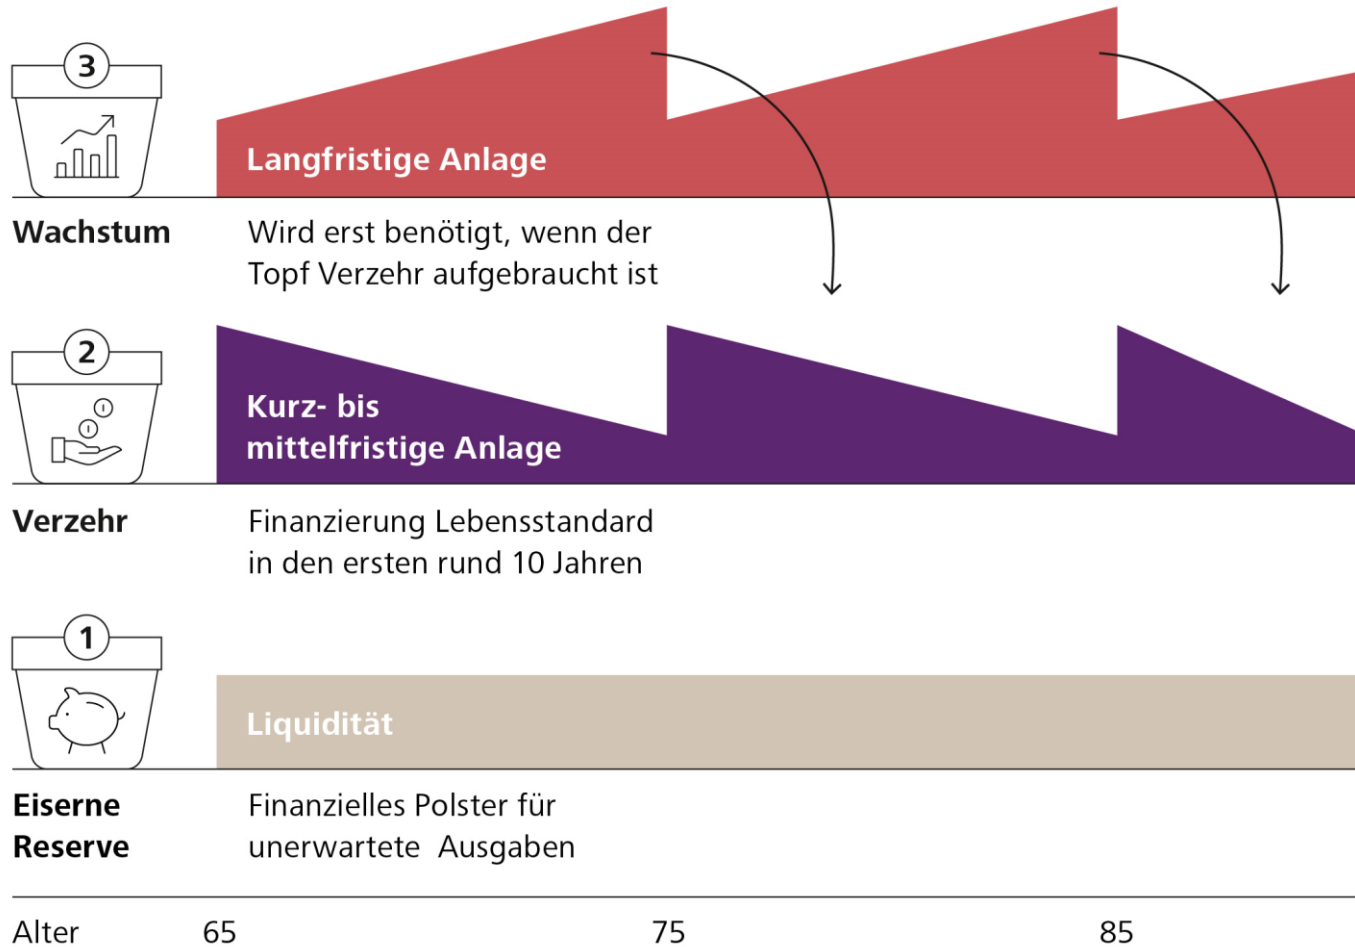 3
Langfristige Anlage
Wachstum
Wird erst benötigt, wenn der
Topf Verzehr aufgebraucht ist
2
Kurz- bis
mittelfristige Anlage
Verzehr
Finanzierung Lebensstandard
in den ersten rund 10 Jahren
1
Liquidität
Eiserne
Reserve
Finanzielles Polster für
unerwartete Ausgaben
Alter 65 75 85